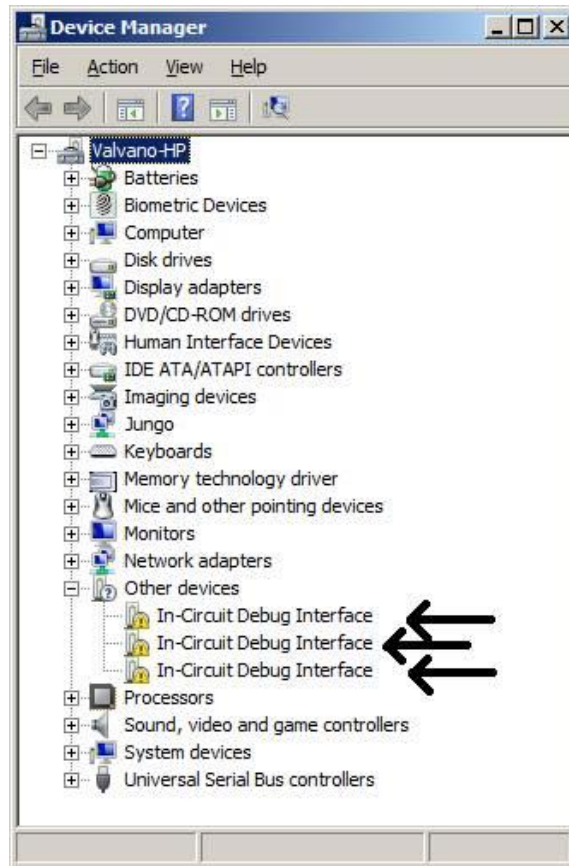 Device Manager
File Action View Help
Valvano-HP
Batteries
Biometric Devices
Computer
Disk drives
Display adapters
DVD/CD-ROM drives
Human Interface Devices
IDE ATA/ATAPI controllers
Imaging devices
Jungo
Keyboards
Memory technology driver
Mice and other pointing devices
Monitors
Network adapters
Other devices
In-Circuit Debug Interface
In-Circuit Debug Interface
In-Circuit Debug Interface
Processors
Sound, video and game controllers
System devices
Universal Serial Bus controllers